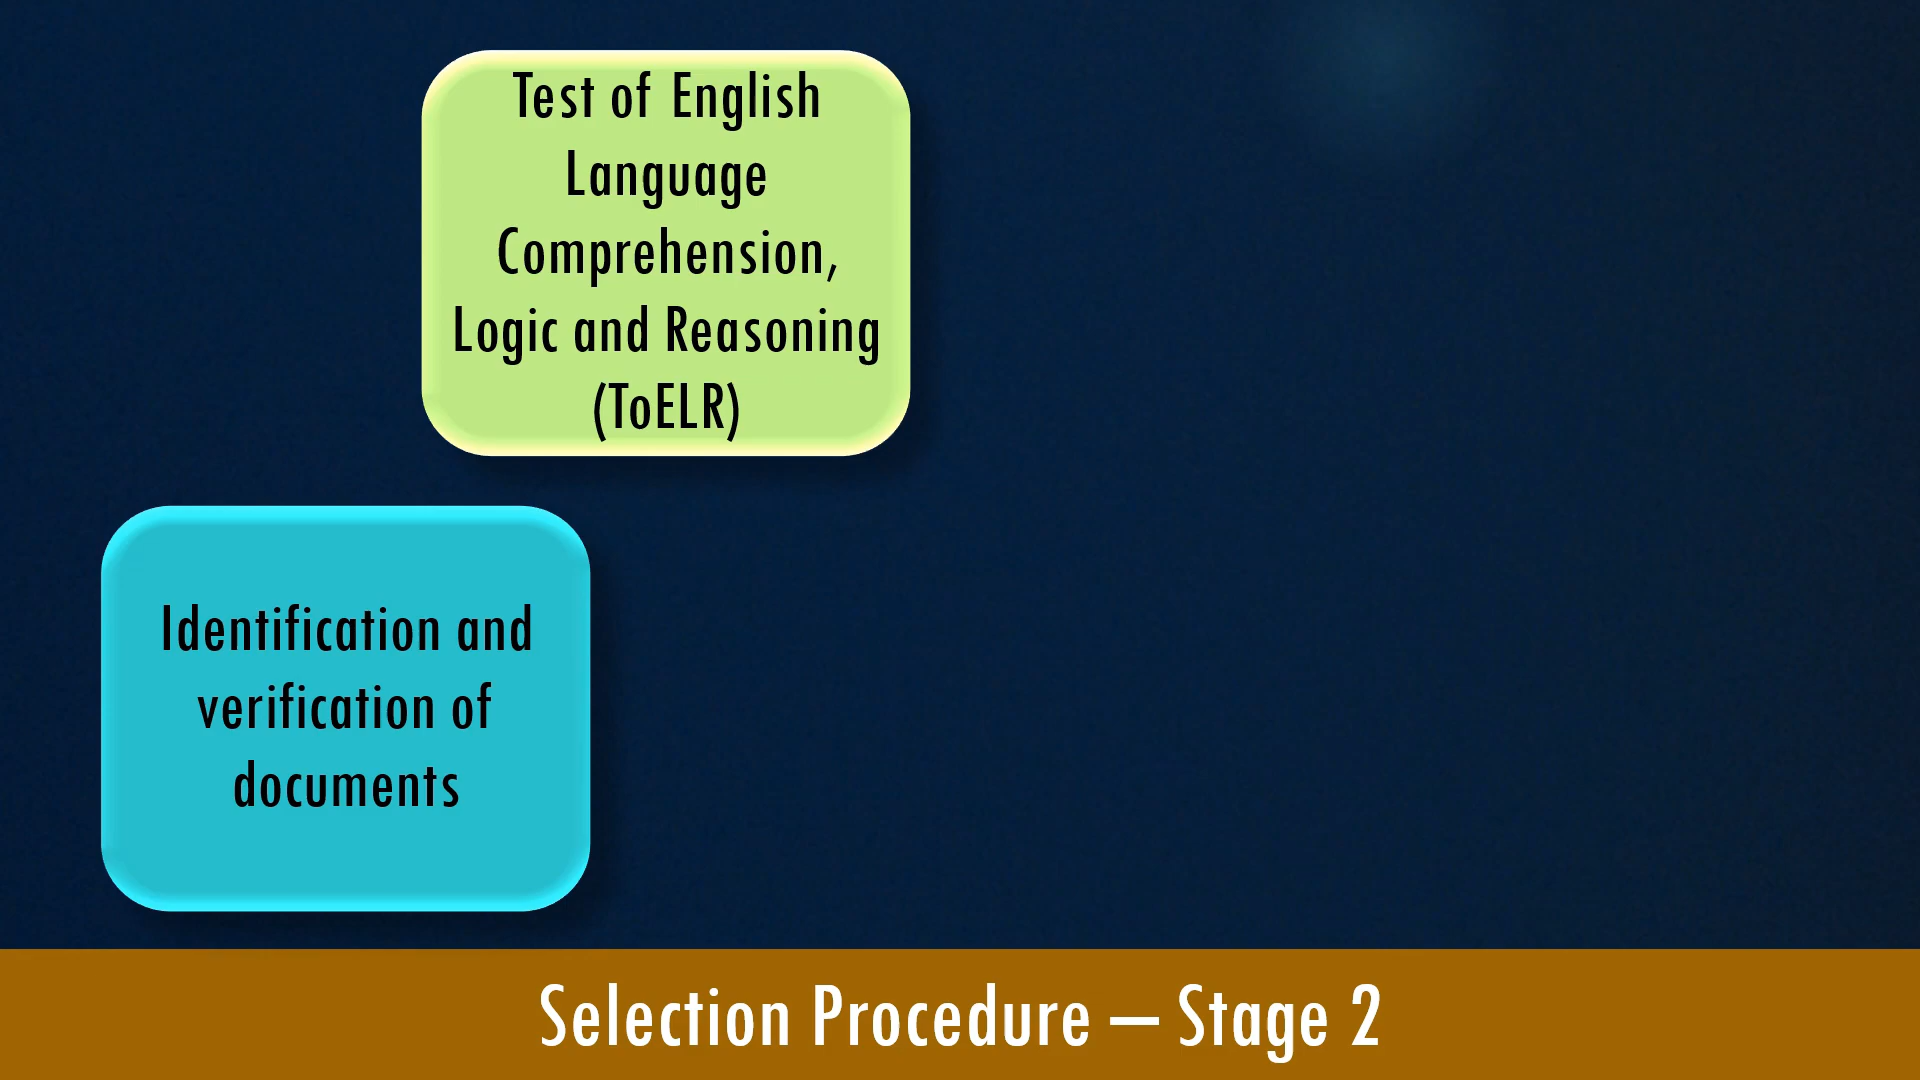 Test of English
Language
Comprehension,
Logic and Reasoning
(ToELR)
Identification and
verification of
documents
Selection Procedure – Stage 2